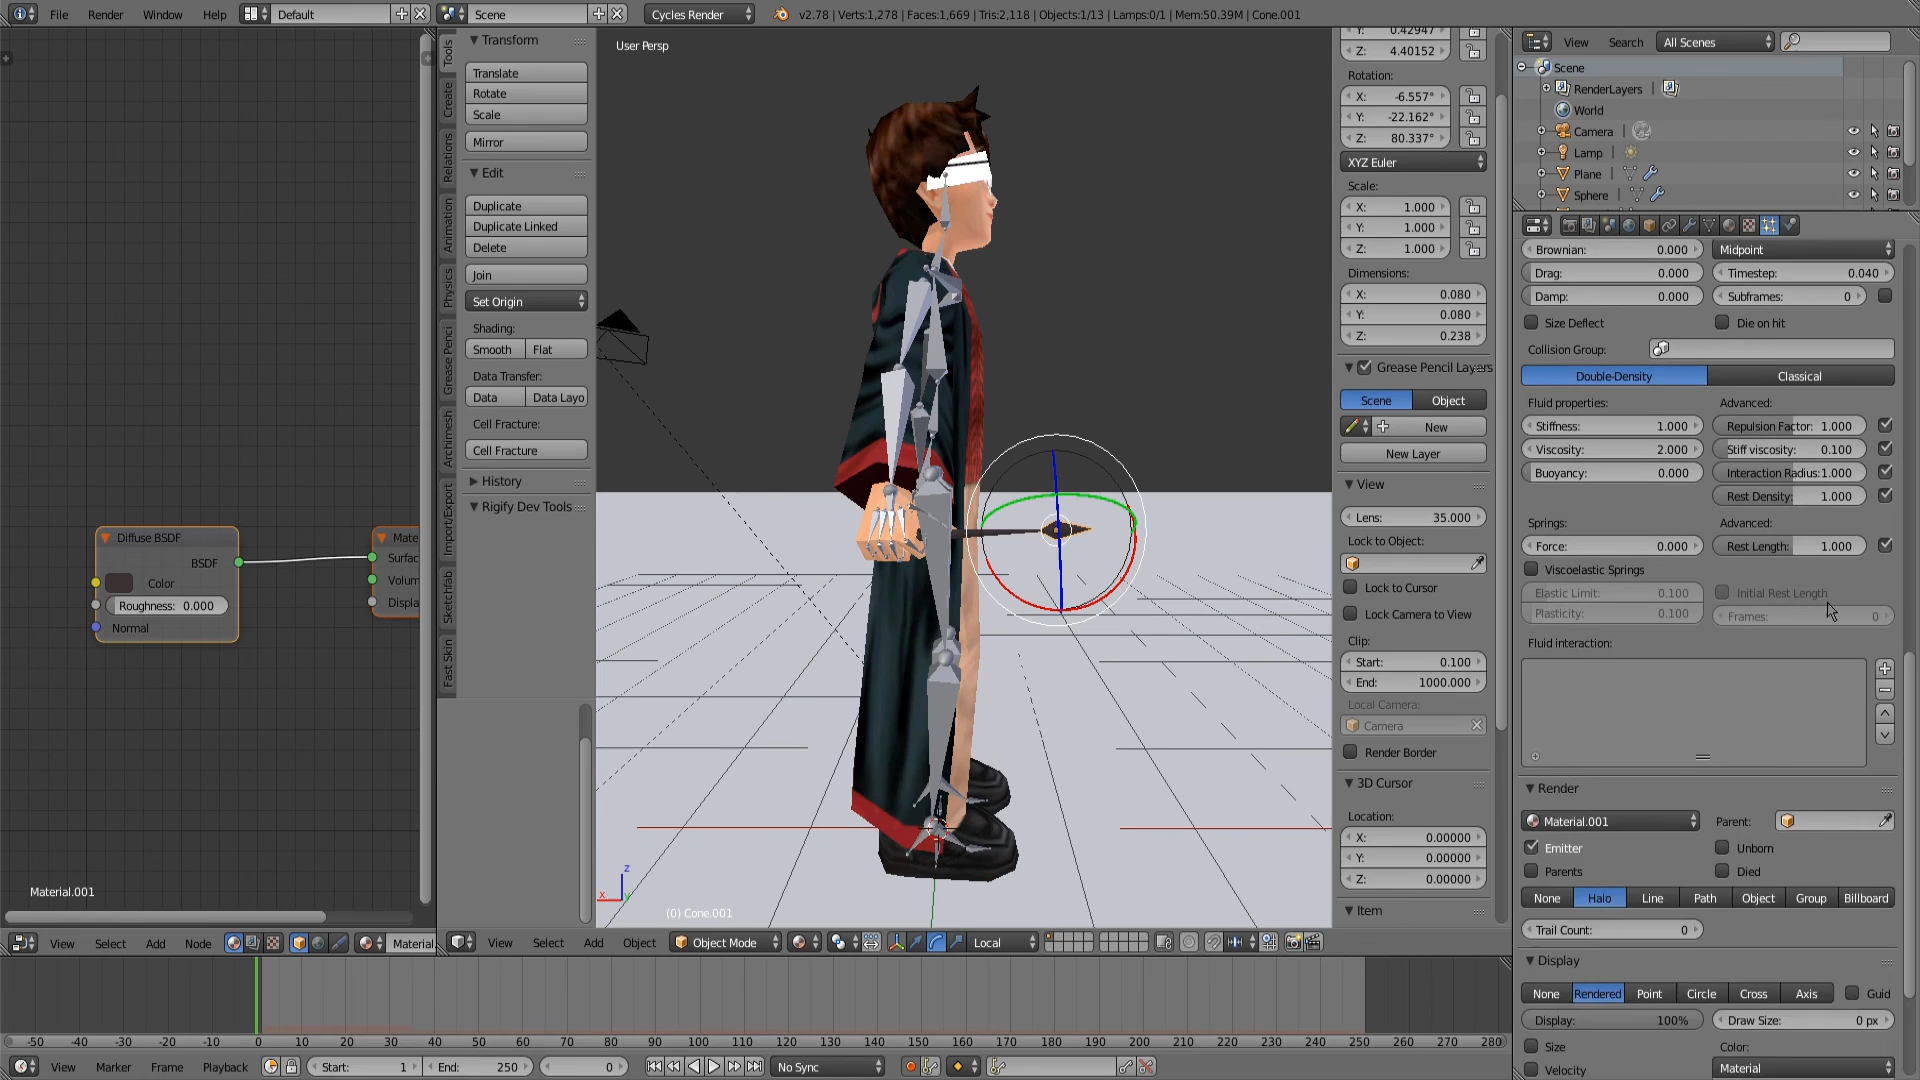 File Render Window Help Default Scene Cycles Render v2.78 | Verts:1,278 | Faces:1,669 | Tris:2,118 | Objects:1/13 | Lamps:0/1 | Mem:50.39M | Cone.001
Diffuse BSDF
BSDF
Color
Roughness: 0.000
Normal
Mate
Surfac
Volum
Displa
Material.001
View Select Add Node Material.
Tools
Create
Relations
Animation
Physics
Grease Penci
Archimesh
Import/Export
Sketchfab
Fast Skin
Transform
Translate
Rotate
Scale
Mirror
Edit
Duplicate
Duplicate Linked
Delete
Join
Set Origin
Shading:
Smooth Flat
Data Transfer:
Data Data Layo
Cell Fracture:
Cell Fracture
History
Rigify Dev Tools
User Persp
z
x
(0) Cone.001
View Select Add Object Object Mode Local
Y: 0.42947
Z: 4.40152
Rotation:
X: -6.557°
Y: -22.162°
Z: 80.337°
XYZ Euler
Scale:
X: 1.000
Y: 1.000
Z: 1.000
Dimensions:
X: 0.080
Y: 0.080
Z: 0.238
Grease Pencil Layers
Scene Object
New
New Layer
View
Lens: 35.000
Lock to Object:
Lock to Cursor
Lock Camera to View
Clip:
Start: 0.100
End: 1000.000
Local Camera:
Camera
Render Border
3D Cursor
Location:
X: 0.00000
Y: 0.00000
Z: 0.00000
Item
View Search All Scenes
Scene
RenderLayers |
World
Camera |
Lamp |
Plane |
Sphere |
Brownian: 0.000 Midpoint
Drag: 0.000 Timestep: 0.040
Damp: 0.000 Subframes: 0
Size Deflect Die on hit
Collision Group:
Double-Density Classical
Fluid properties: Advanced:
Stiffness: 1.000 Repulsion Factor: 1.000
Viscosity: 2.000 Stiff viscosity: 0.100
Buoyancy: 0.000 Interaction Radius: 1.000
Rest Density: 1.000
Springs: Advanced:
Force: 0.000 Rest Length: 1.000
Viscoelastic Springs
Elastic Limit: 0.100 Initial Rest Length
Plasticity: 0.100 Frames: 0
Fluid interaction:
Render
Material.001 Parent:
Emitter Unborn
Parents Died
None Halo Line Path Object Group Billboard
Trail Count: 0
Display
None Rendered Point Circle Cross Axis Guid
Display: 100% Draw Size: 0 px
Size Color:
Velocity Material
-50 -40 -30 -20 -10 0 10 20 30 40 50 60 70 80 90 100 110 120 130 140 150 160 170 180 190 200 210 220 230 240 250 260 270 280
View Marker Frame Playback Start: 1 End: 250 0 No Sync